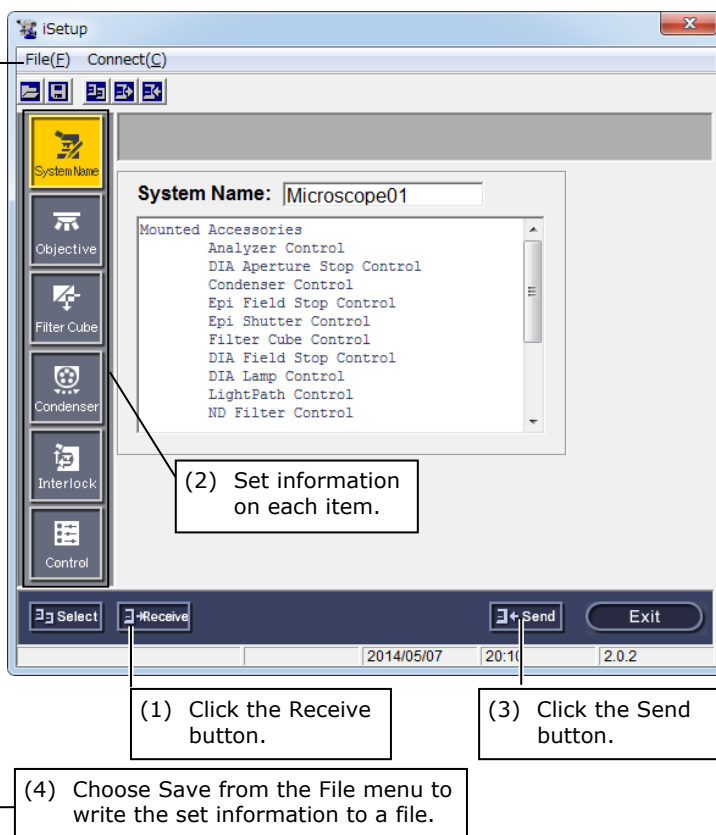 iSetup
File(F) Connect(C)
System Name
Objective
Filter Cube
Condenser
Interlock
Control
System Name: Microscope01
Mounted Accessories
Analyzer Control
DIA Aperture Stop Control
Condenser Control
Epi Field Stop Control
Epi Shutter Control
Filter Cube Control
DIA Field Stop Control
DIA Lamp Control
LightPath Control
ND Filter Control
(2) Set information
on each item.
Select Receive Send Exit
2014/05/07 20:10 2.0.2
(1) Click the Receive
button.
(3) Click the Send
button.
(4) Choose Save from the File menu to
write the set information to a file.